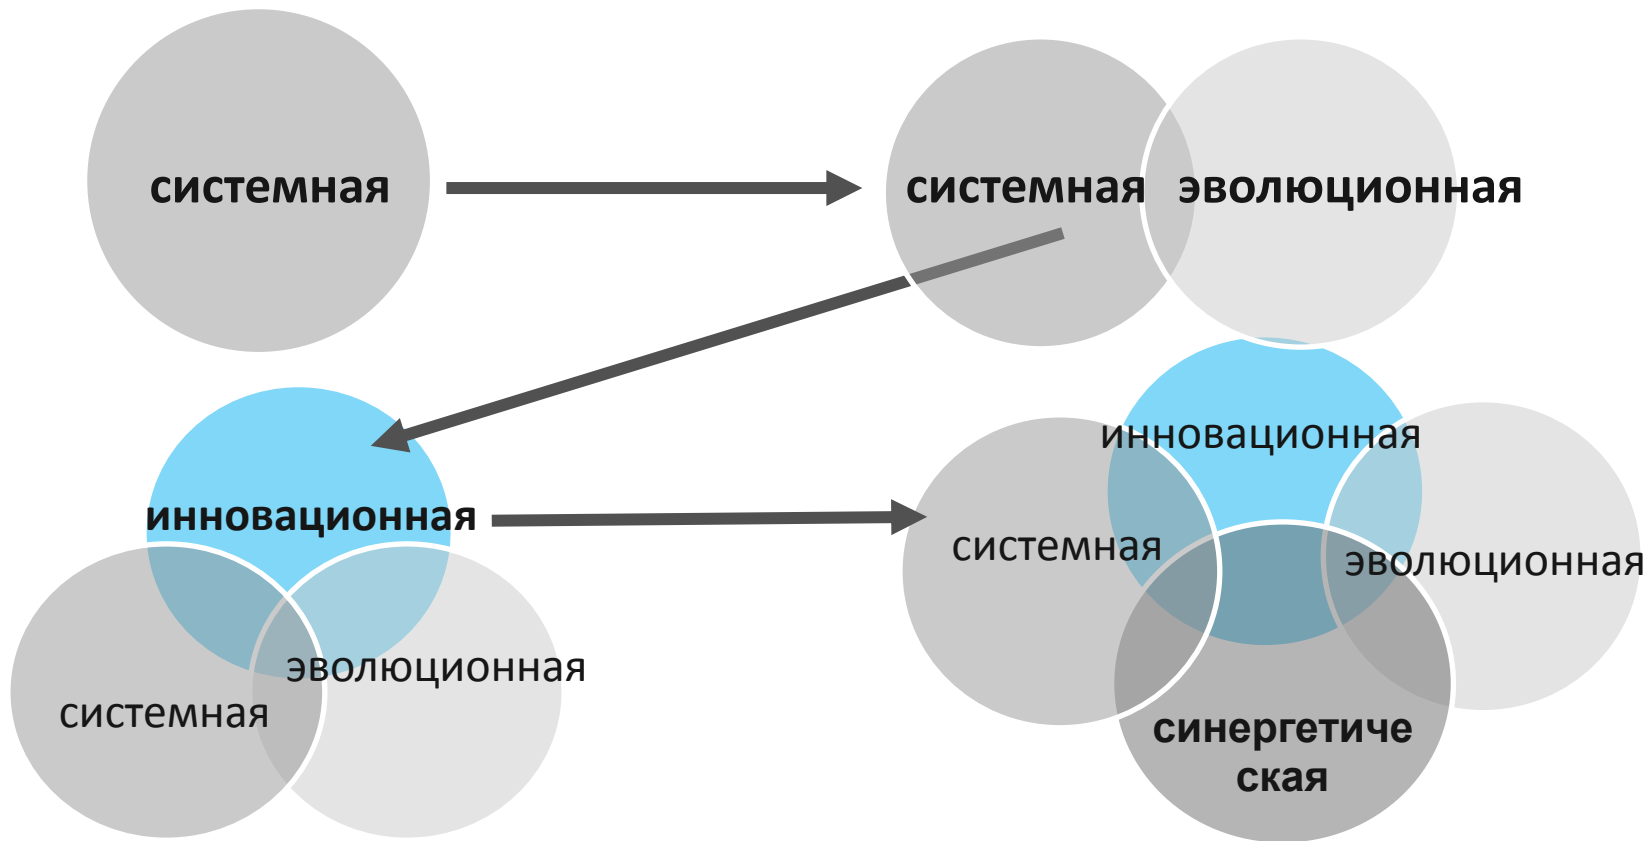 системная
системная
эволюционная
инновационная
системная
эволюционная
инновационная
системная
эволюционная
синергетиче
ская